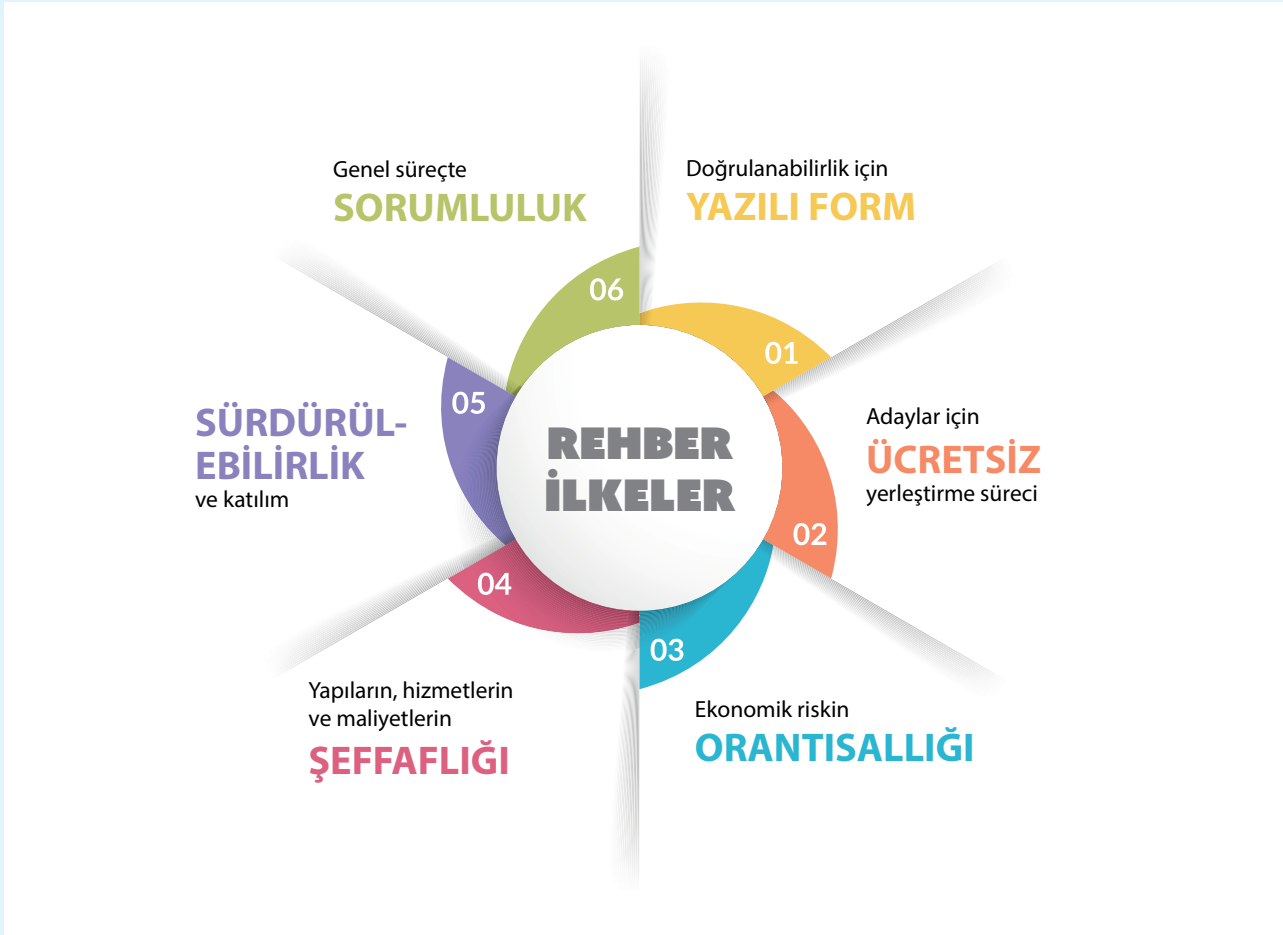 REHBER
İLKELER
Doğrulanabilirlik için
YAZILI FORM
01
Adaylar için
ÜCRETSİZ
yerleştirme süreci
02
Ekonomik riskin
ORANTISALLIĞI
03
Yapıların, hizmetlerin
ve maliyetlerin
ŞEFFAFLIĞI
04
SÜRDÜRÜL-
EBİLİRLİK
ve katılım
05
Genel süreçte
SORUMLULUK
06